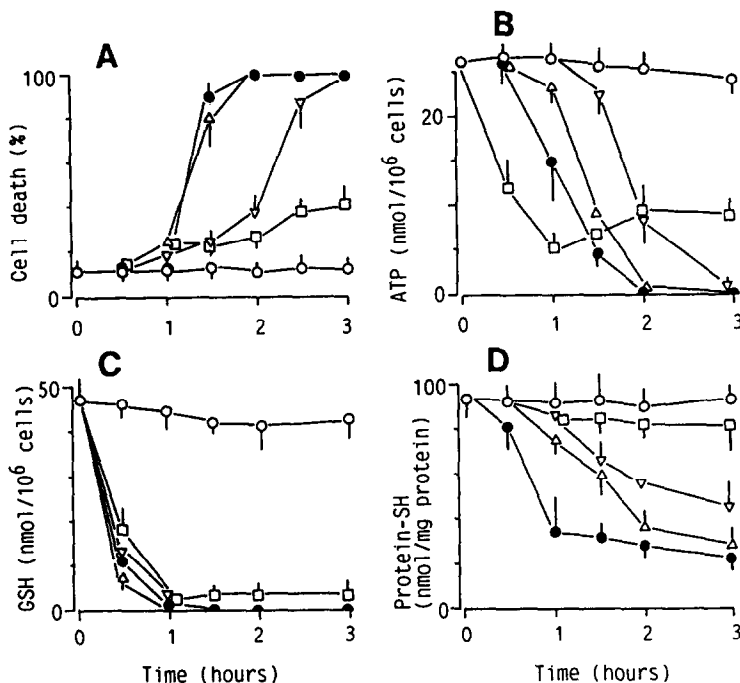 A
100
Cell death (%)
0
0 1 2 3
B
20
ATP (nmol/10⁶ cells)
0
0 1 2 3
C
50
GSH (nmol/10⁶ cells)
0
0 1 2 3
Time (hours)
D
100
Protein-SH
(nmol/mg protein)
0
0 1 2 3
Time (hours)